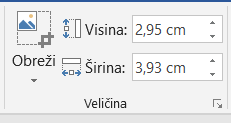 Visina: 2,95 cm
Obreži
Širina: 3,93 cm
Veličina